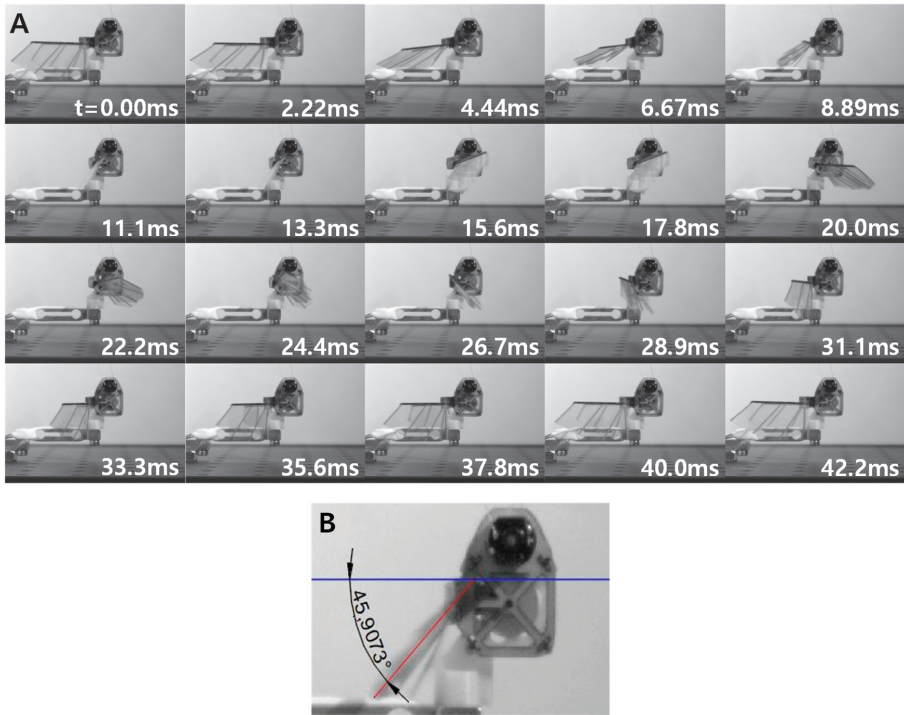 A
t=0.00ms
2.22ms
4.44ms
6.67ms
8.89ms
11.1ms
13.3ms
15.6ms
17.8ms
20.0ms
22.2ms
24.4ms
26.7ms
28.9ms
31.1ms
33.3ms
35.6ms
37.8ms
40.0ms
42.2ms
B
45,,9073°